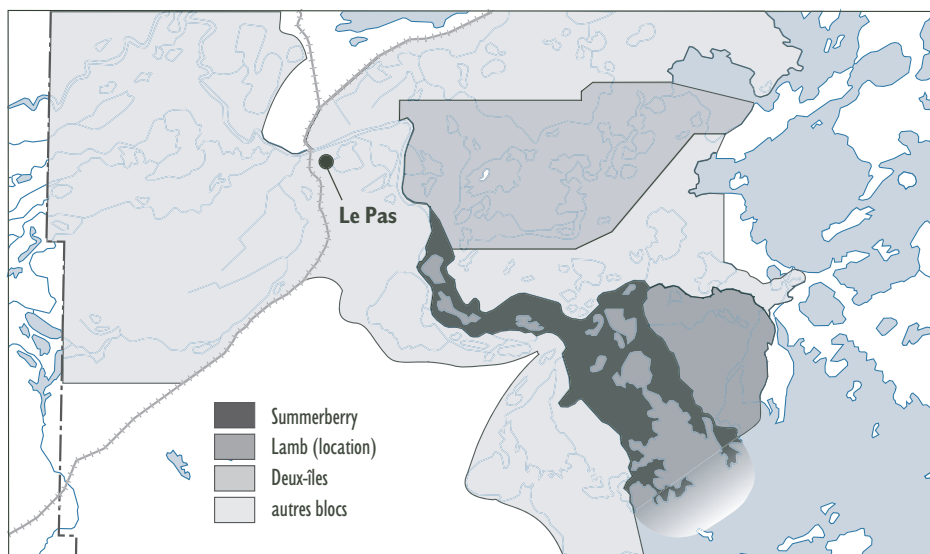 Le Pas
Summerberry
Lamb (location)
Deux-îles
autres blocs